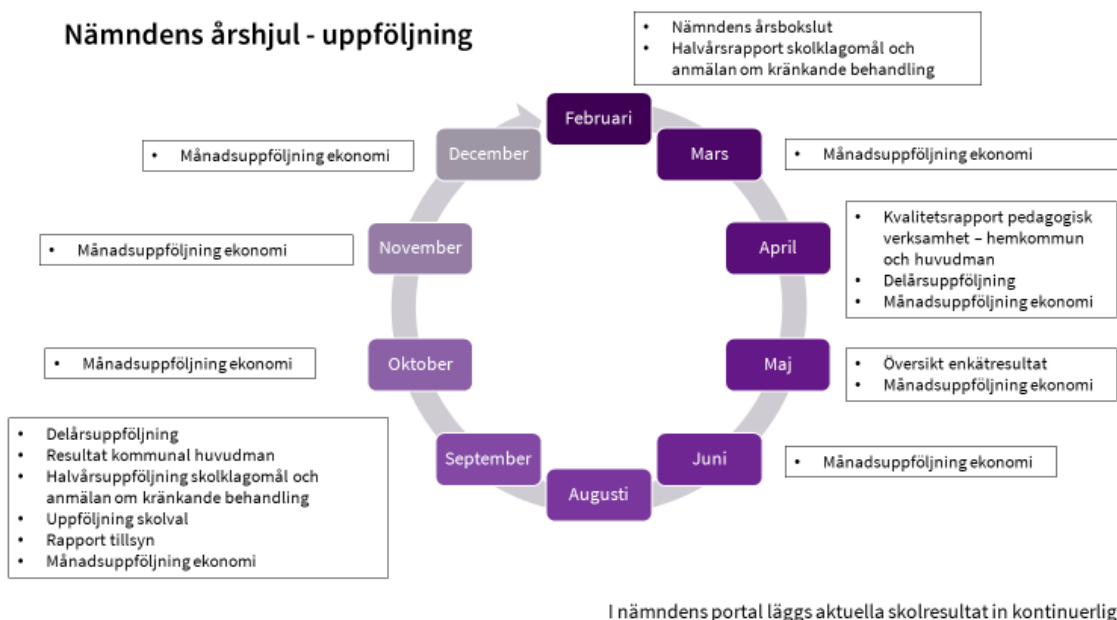 Nämndens årshjul - uppföljning
• Nämndens årsbokslut
• Halvårsrapport skolklagomål och
anmälan om kränkande behandling
Februari
Mars
• Månadsuppföljning ekonomi
April
• Kvalitetsrapport pedagogisk
verksamhet – hemkommun
och huvudman
• Delårsuppföljning
• Månadsuppföljning ekonomi
Maj
• Översikt enkätresultat
• Månadsuppföljning ekonomi
Juni
• Månadsuppföljning ekonomi
Augusti
September
• Delårsuppföljning
• Resultat kommunal huvudman
• Halvårsuppföljning skolklagomål och
anmälan om kränkande behandling
• Uppföljning skolval
• Rapport tillsyn
• Månadsuppföljning ekonomi
Oktober
• Månadsuppföljning ekonomi
November
• Månadsuppföljning ekonomi
December
• Månadsuppföljning ekonomi
I nämndens portal läggs aktuella skolresultat in kontinuerlig